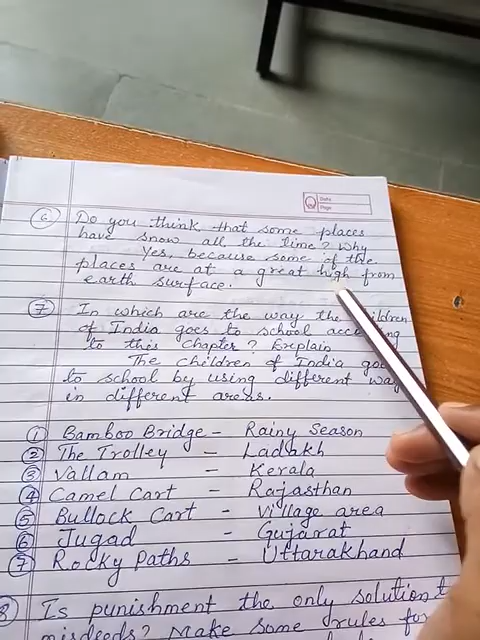 Date
Page
6 Do you think that some places
have snow all the time? Why
Yes, because some of the
places are at a great high from
earth surface.
7 In which are the way the children
of India goes to school according
to this Chapter? Explain
The children of India goes
to school by using different way
in different areas.
1 Bamboo Bridge - Rainy Season
2 The Trolley - Ladakh
3 Vallam - Kerala
4 Camel Cart - Rajasthan
5 Bullock Cart - Village area
6 Jugad - Gujarat
7 Rocky Paths - Uttarakhand
8 Is punishment the only solution
misdeeds? Make some rules for